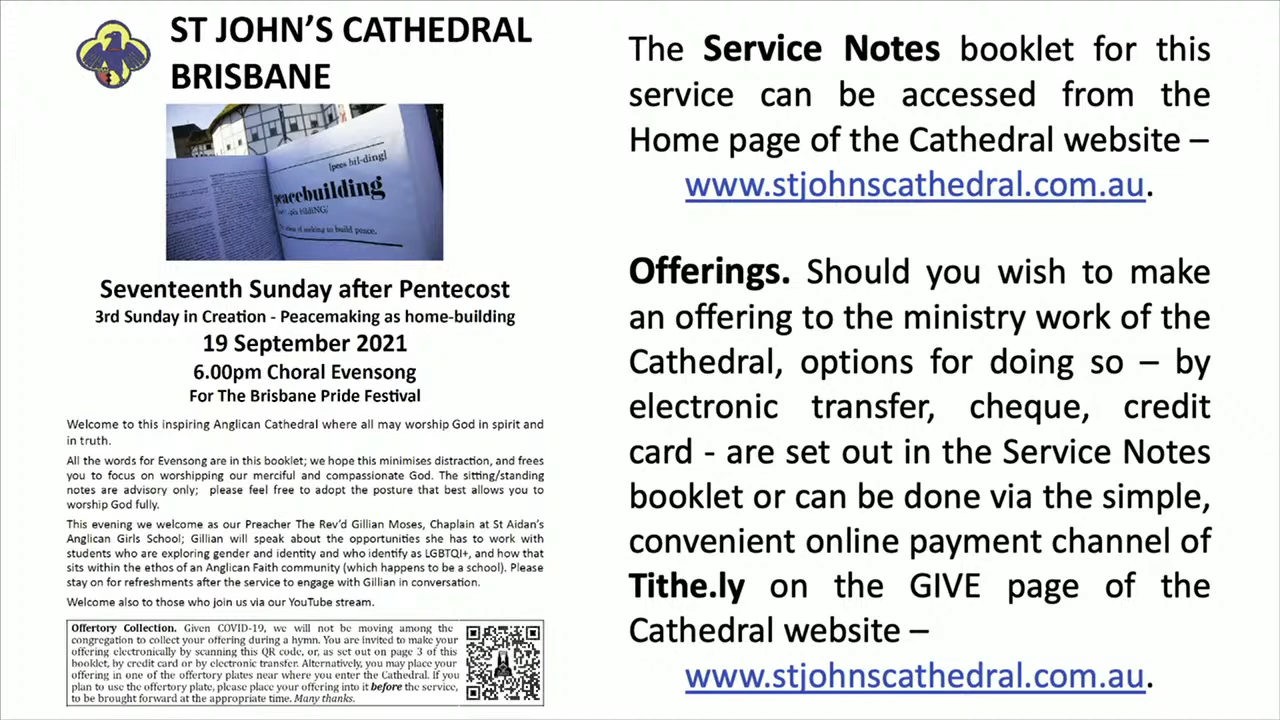 ST JOHN'S CATHEDRAL
BRISBANE
[pees bil-ding]
peacebuilding
of seeking to build peace.
Seventeenth Sunday after Pentecost
3rd Sunday in Creation - Peacemaking as home-building
19 September 2021
6.00pm Choral Evensong
For The Brisbane Pride Festival
Welcome to this inspiring Anglican Cathedral where all may worship God in spirit and
in truth.
All the words for Evensong are in this booklet; we hope this minimises distraction, and frees
you to focus on worshipping our merciful and compassionate God. The sitting/standing
notes are advisory only; please feel free to adopt the posture that best allows you to
worship God fully.
This evening we welcome as our Preacher The Rev'd Gillian Moses, Chaplain at St Aidan's
Anglican Girls School; Gillian will speak about the opportunities she has to work with
students who are exploring gender and identity and who identify as LGBTQI+, and how that
sits within the ethos of an Anglican Faith community (which happens to be a school). Please
stay on for refreshments after the service to engage with Gillian in conversation.
Welcome also to those who join us via our YouTube stream.
Offertory Collection. Given COVID-19, we will not be moving among the
congregation to collect your offering during a hymn. You are invited to make your
offering electronically by scanning this QR code, or, as set out on page 3 of this
booklet, by credit card or by electronic transfer. Alternatively, you may place your
offering in one of the offertory plates near where you enter the Cathedral. If you
plan to use the offertory plate, please place your offering into it before the service,
to be brought forward at the appropriate time. Many thanks.
The Service Notes booklet for this
service can be accessed from the
Home page of the Cathedral website –
www.stjohnscathedral.com.au.
Offerings. Should you wish to make
an offering to the ministry work of the
Cathedral, options for doing so – by
electronic transfer, cheque, credit
card - are set out in the Service Notes
booklet or can be done via the simple,
convenient online payment channel of
Tithe.ly on the GIVE page of the
Cathedral website –
www.stjohnscathedral.com.au.